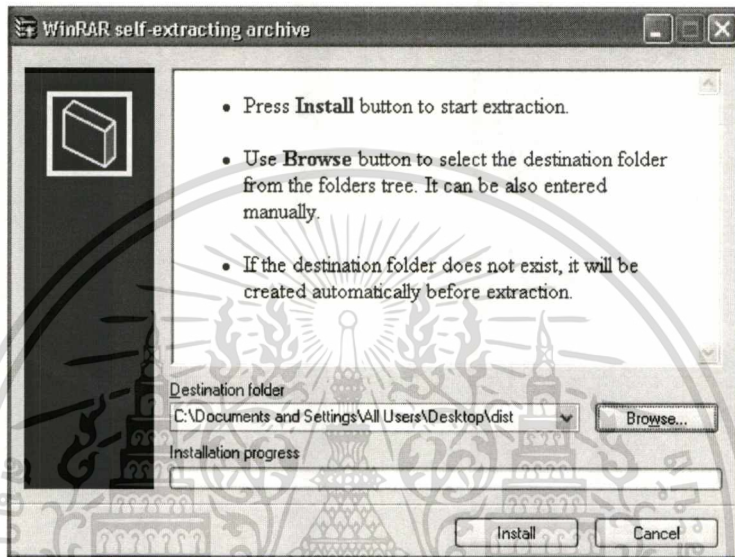 WinRAR self-extracting archive
• Press Install button to start extraction.
• Use Browse button to select the destination folder
from the folders tree. It can be also entered
manually.
• If the destination folder does not exist, it will be
created automatically before extraction.
Destination folder
C:\Documents and Settings\All Users\Desktop\dist
Browse...
Installation progress
Install
Cancel